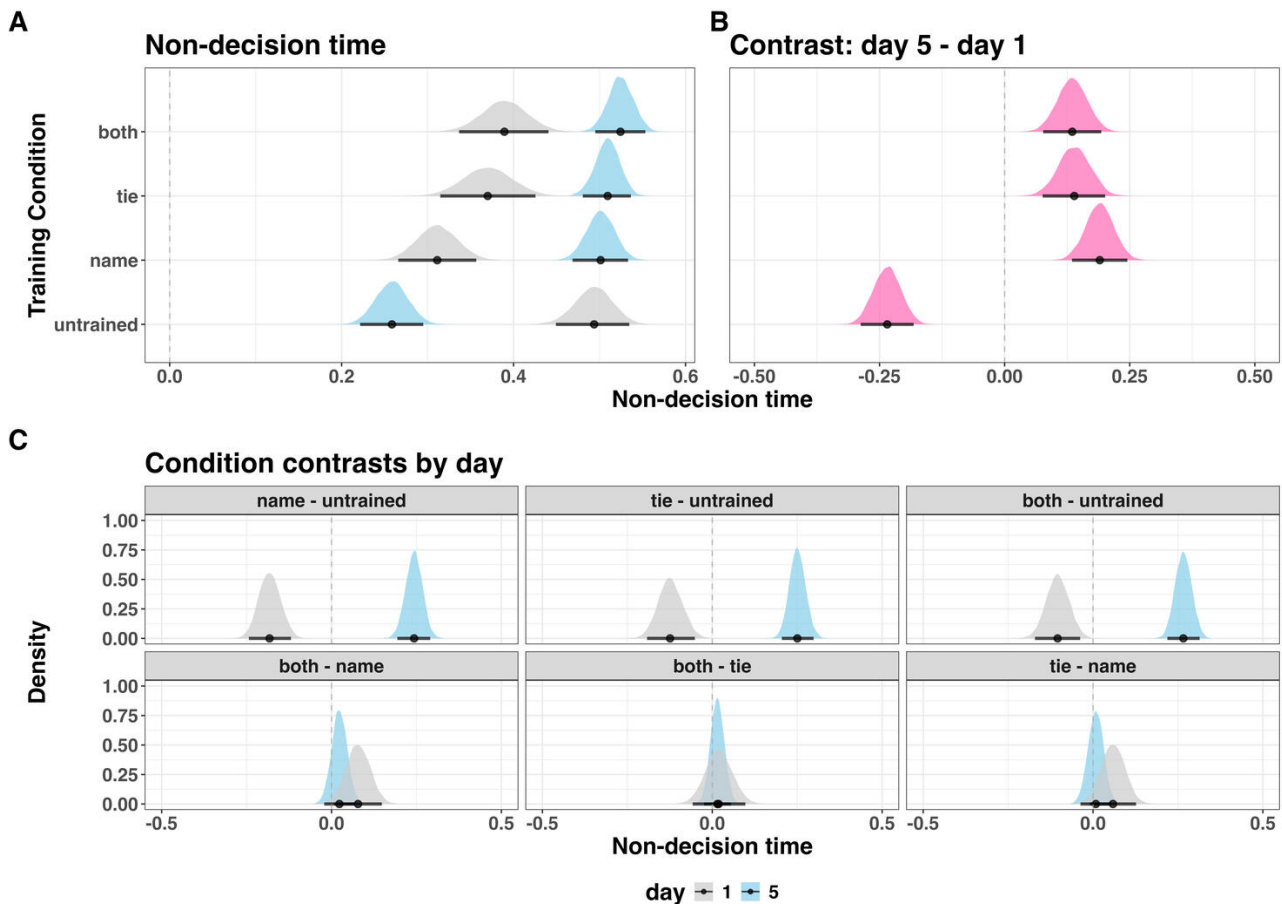 A
Non-decision time
B
Contrast: day 5 - day 1
Training Condition
both
tie
name
untrained
0.0 0.2 0.4 0.6
Non-decision time
-0.50 -0.25 0.00 0.25 0.50
Non-decision time
C
Condition contrasts by day
name - untrained
tie - untrained
both - untrained
Density
1.00
0.75
0.50
0.25
0.00
both - name
both - tie
tie - name
1.00
0.75
0.50
0.25
0.00
-0.5 0.0 0.5
-0.5 0.0 0.5
-0.5 0.0 0.5
Non-decision time
day 1 5